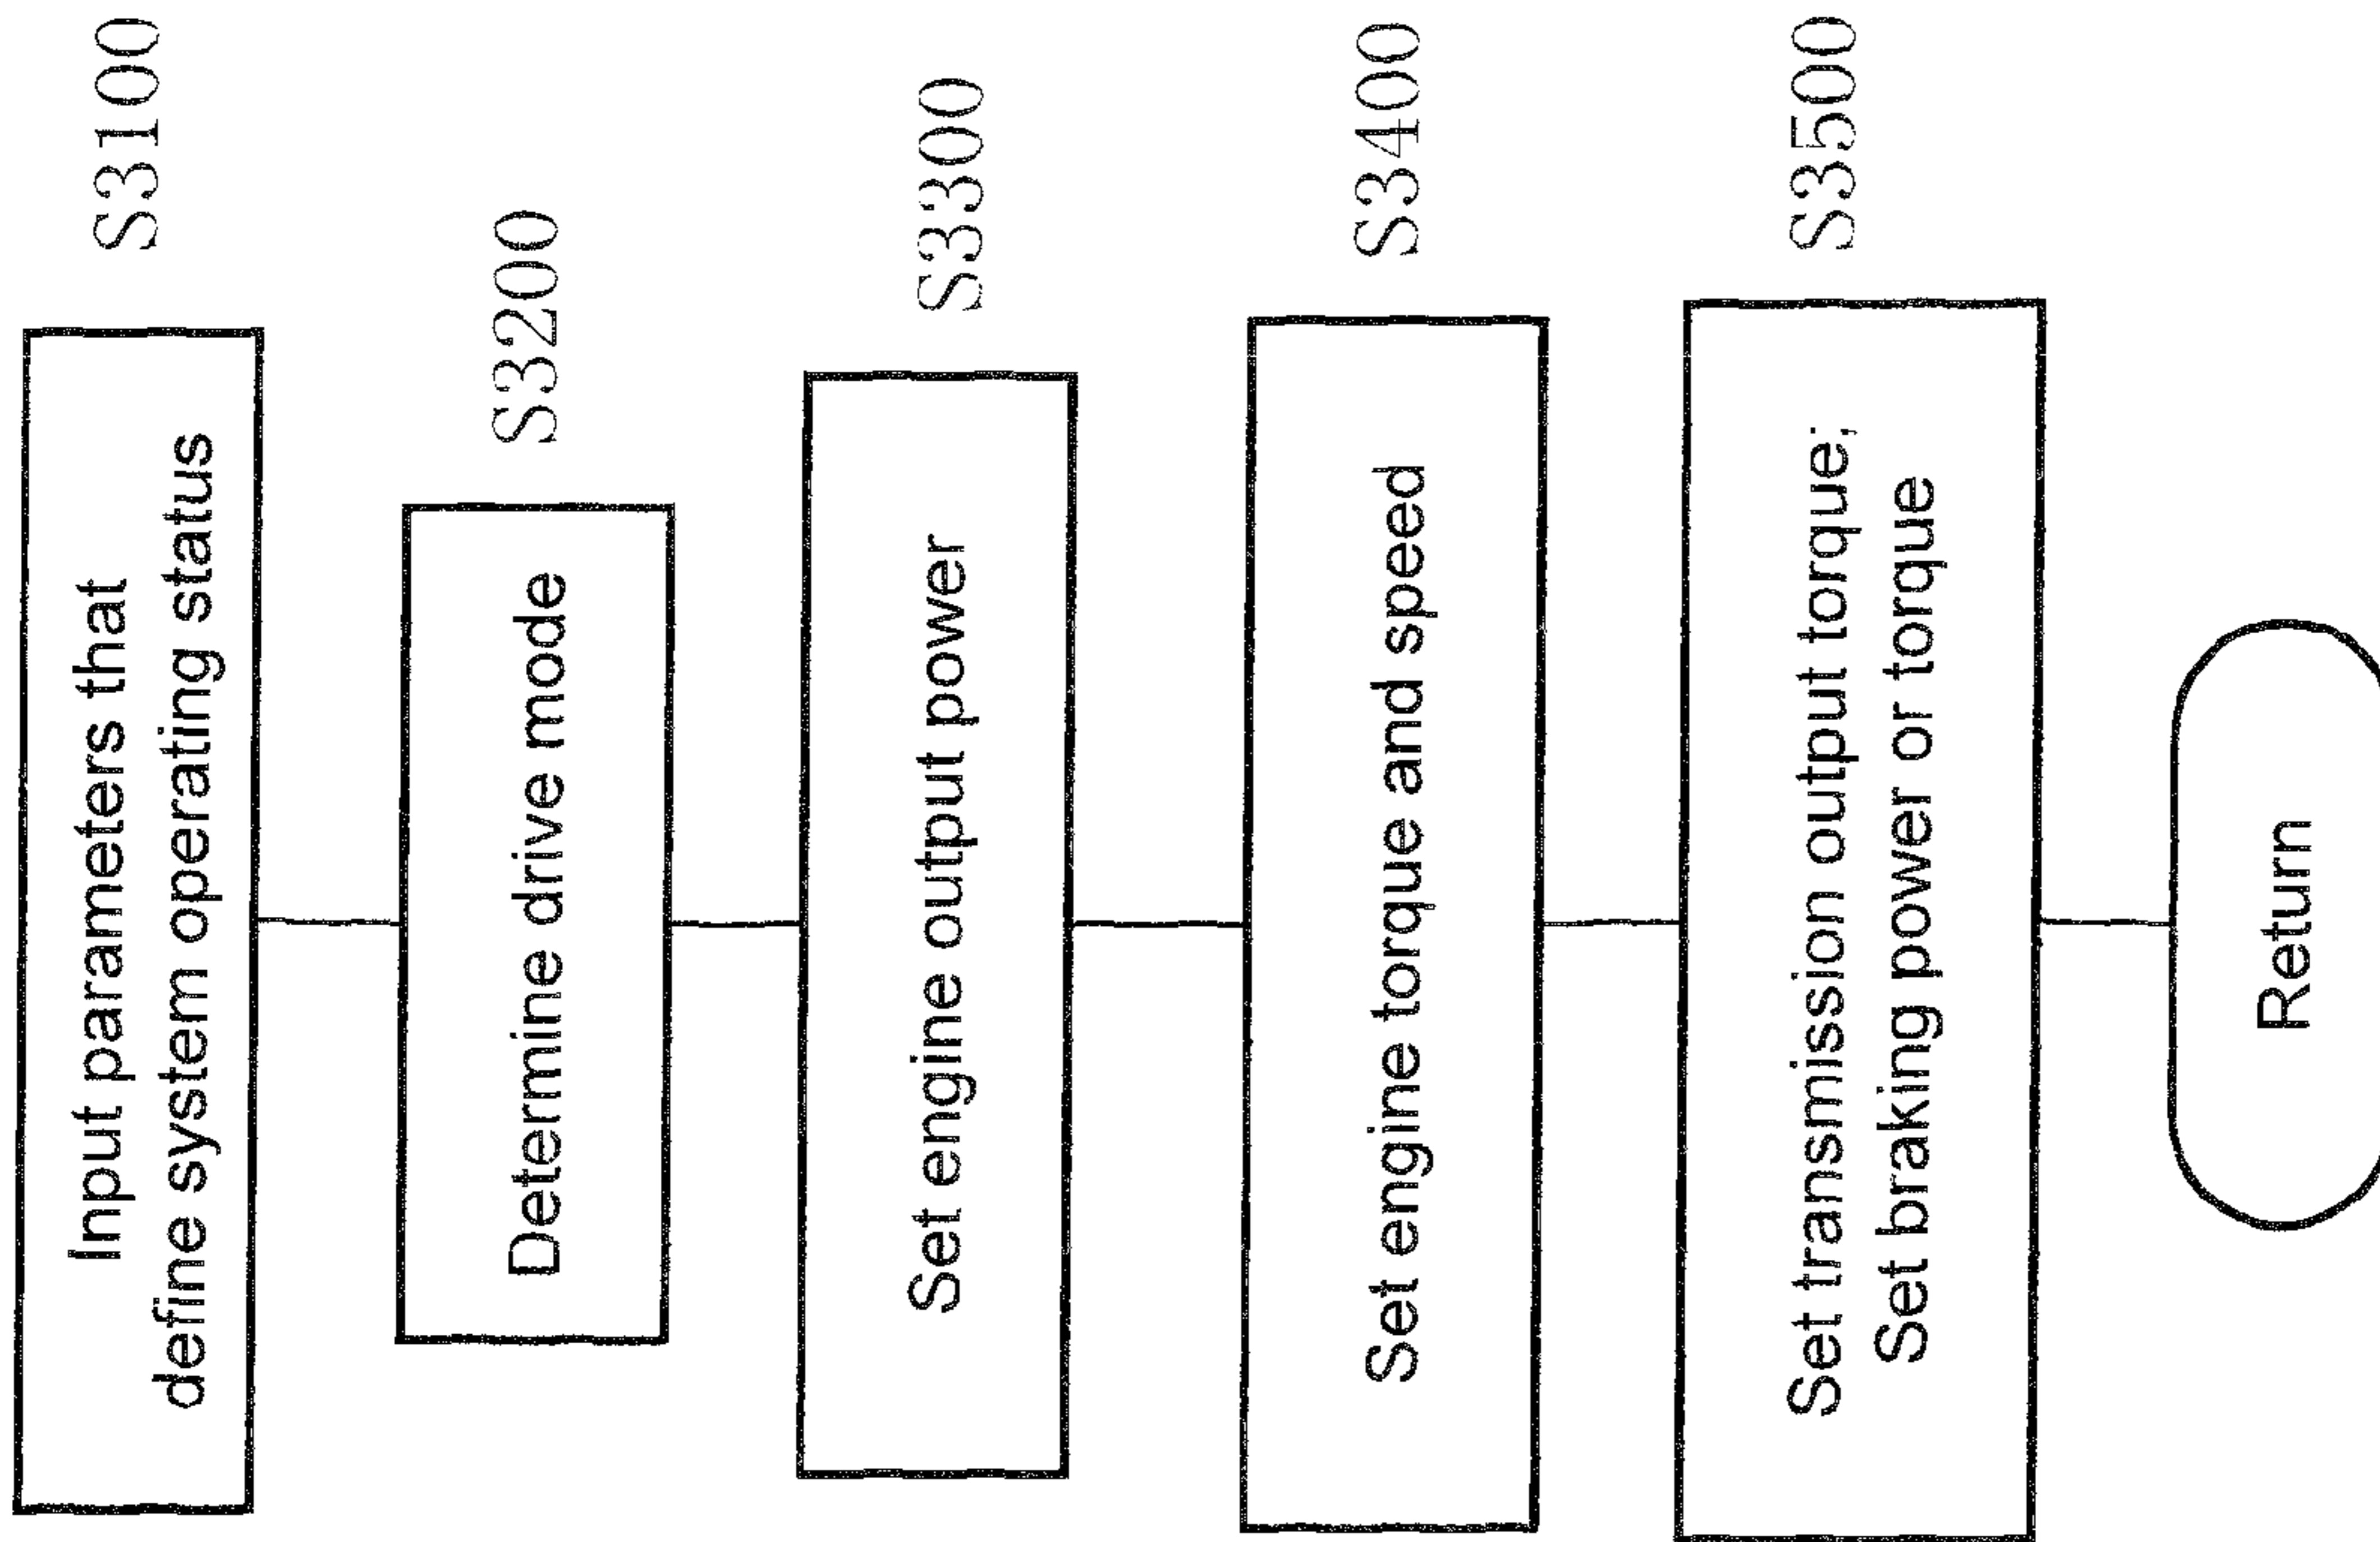 Input parameters that
define system operating status
S3100
Determine drive mode
S3200
Set engine output power
S3300
Set engine torque and speed
S3400
Set transmission output torque;
Set braking power or torque
S3500
Return